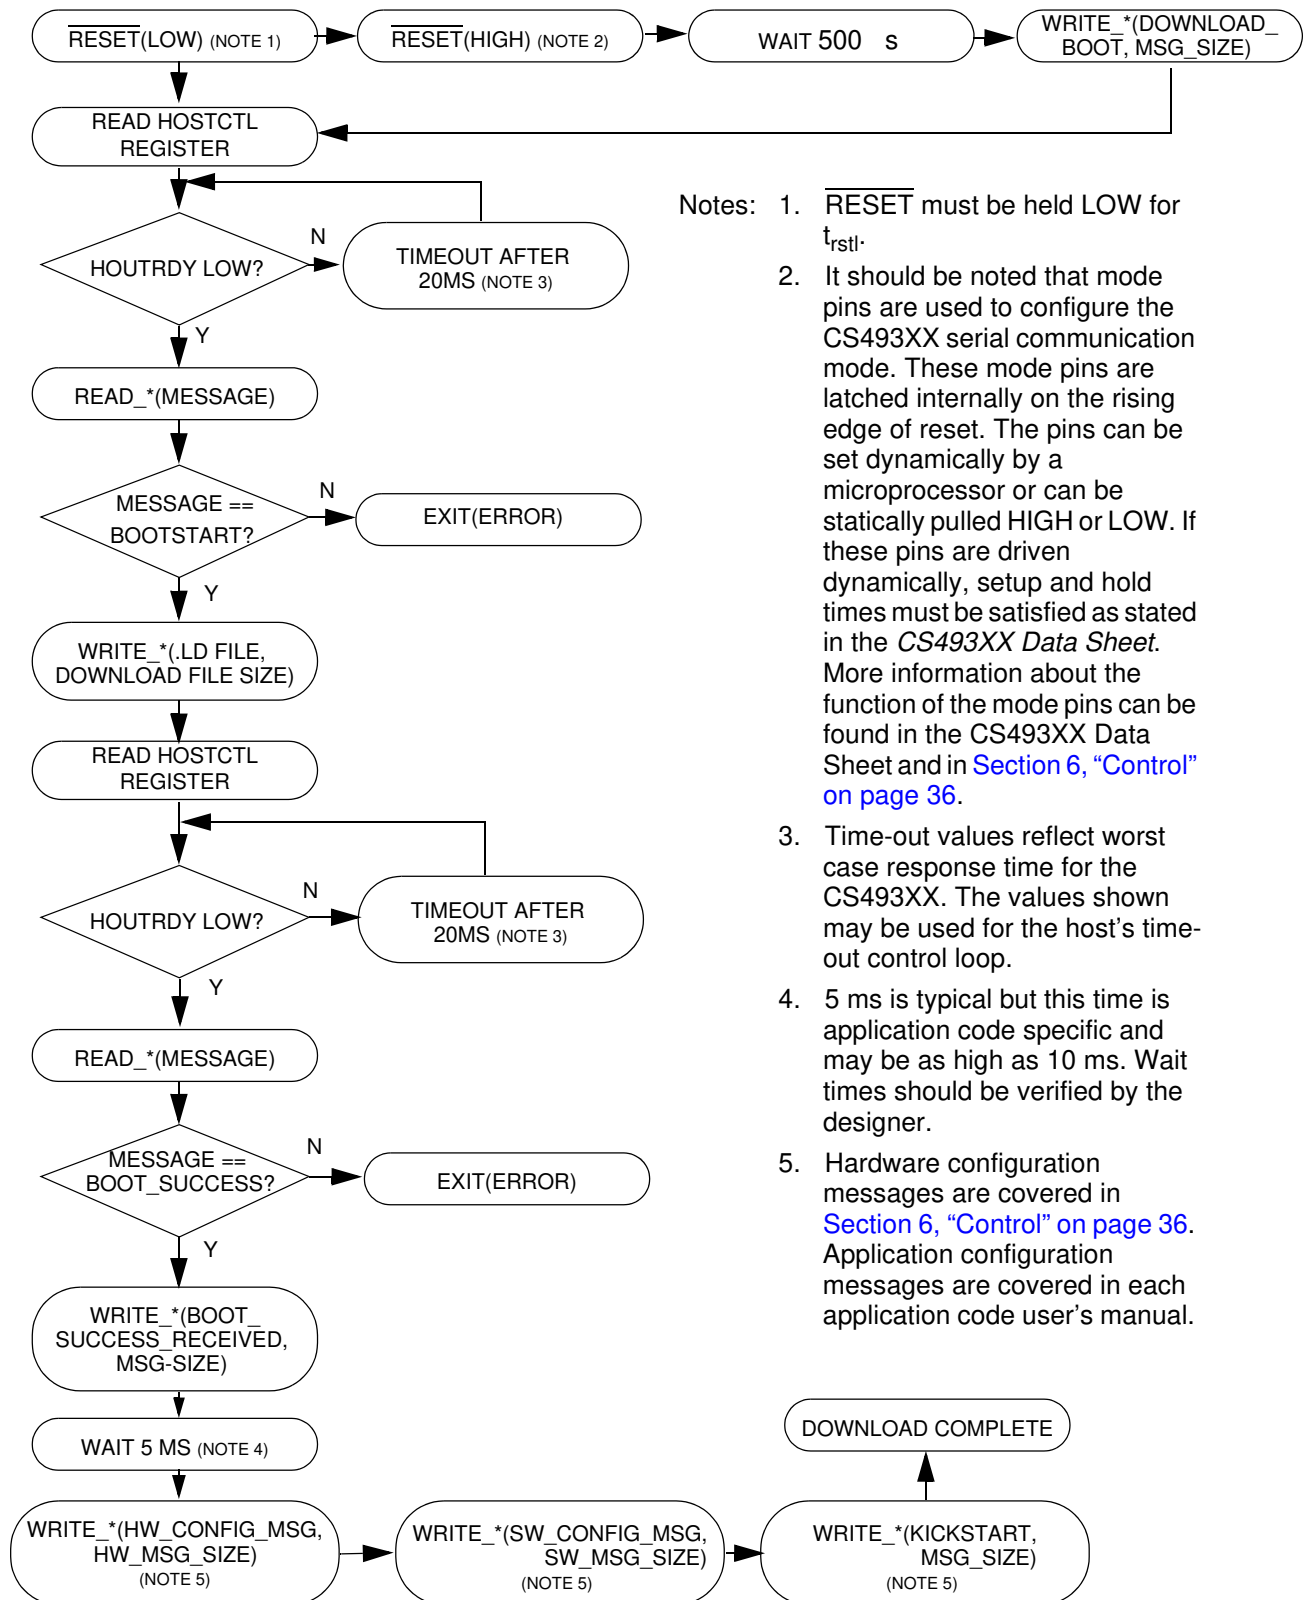 RESET(LOW) (NOTE 1)
RESET(HIGH) (NOTE 2)
WAIT 500 s
WRITE_*(DOWNLOAD_
BOOT, MSG_SIZE)
READ HOSTCTL
REGISTER
HOUTRDY LOW?
N
TIMEOUT AFTER
20MS (NOTE 3)
Y
READ_*(MESSAGE)
MESSAGE ==
BOOTSTART?
N
EXIT(ERROR)
Y
WRITE_*(.LD FILE,
DOWNLOAD FILE SIZE)
READ HOSTCTL
REGISTER
HOUTRDY LOW?
N
TIMEOUT AFTER
20MS (NOTE 3)
Y
READ_*(MESSAGE)
MESSAGE ==
BOOT_SUCCESS?
N
EXIT(ERROR)
Y
WRITE_*(BOOT_
SUCCESS_RECEIVED,
MSG-SIZE)
WAIT 5 MS (NOTE 4)
WRITE_*(HW_CONFIG_MSG,
HW_MSG_SIZE)
(NOTE 5)
WRITE_*(SW_CONFIG_MSG,
SW_MSG_SIZE)
(NOTE 5)
WRITE_*(KICKSTART,
MSG_SIZE)
(NOTE 5)
DOWNLOAD COMPLETE
Notes: 1. RESET must be held LOW for
trstl.
2. It should be noted that mode
pins are used to configure the
CS493XX serial communication
mode. These mode pins are
latched internally on the rising
edge of reset. The pins can be
set dynamically by a
microprocessor or can be
statically pulled HIGH or LOW. If
these pins are driven
dynamically, setup and hold
times must be satisfied as stated
in the CS493XX Data Sheet.
More information about the
function of the mode pins can be
found in the CS493XX Data
Sheet and in Section 6, “Control”
on page 36.
3. Time-out values reflect worst
case response time for the
CS493XX. The values shown
may be used for the host’s time-
out control loop.
4. 5 ms is typical but this time is
application code specific and
may be as high as 10 ms. Wait
times should be verified by the
designer.
5. Hardware configuration
messages are covered in
Section 6, “Control” on page 36.
Application configuration
messages are covered in each
application code user’s manual.